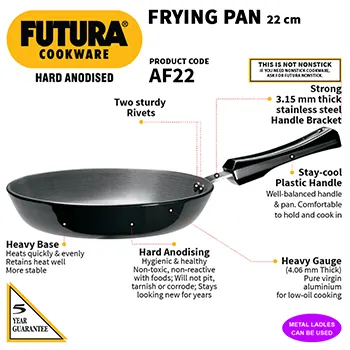 FUTURA®
COOKWARE
HARD ANODISED
FRYING PAN 22 cm
PRODUCT CODE
AF22
THIS IS NOT NONSTICK
IF YOU NEED NONSTICK COOKWARE,
ASK FOR FUTURA NONSTICK.
Two sturdy
Rivets
Strong
3.15 mm thick
stainless steel
Handle Bracket
Stay-cool
Plastic Handle
Well-balanced handle
& pan. Comfortable
to hold and cook in
Heavy Base
Heats quickly & evenly
Retains heat well
More stable
Hard Anodising
Hygienic & healthy
Non-toxic, non-reactive
with foods; Will not pit,
tarnish or corrode; Stays
looking new for years
Heavy Gauge
(4.06 mm Thick)
Pure virgin
aluminium
for low-oil cooking
5
YEAR
GUARANTEE
METAL LADLES
CAN BE USED